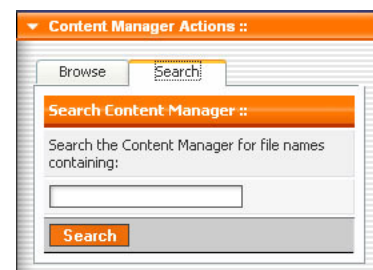 Content Manager Actions ::
Browse Search
Search Content Manager ::
Search the Content Manager for file names
containing:
Search